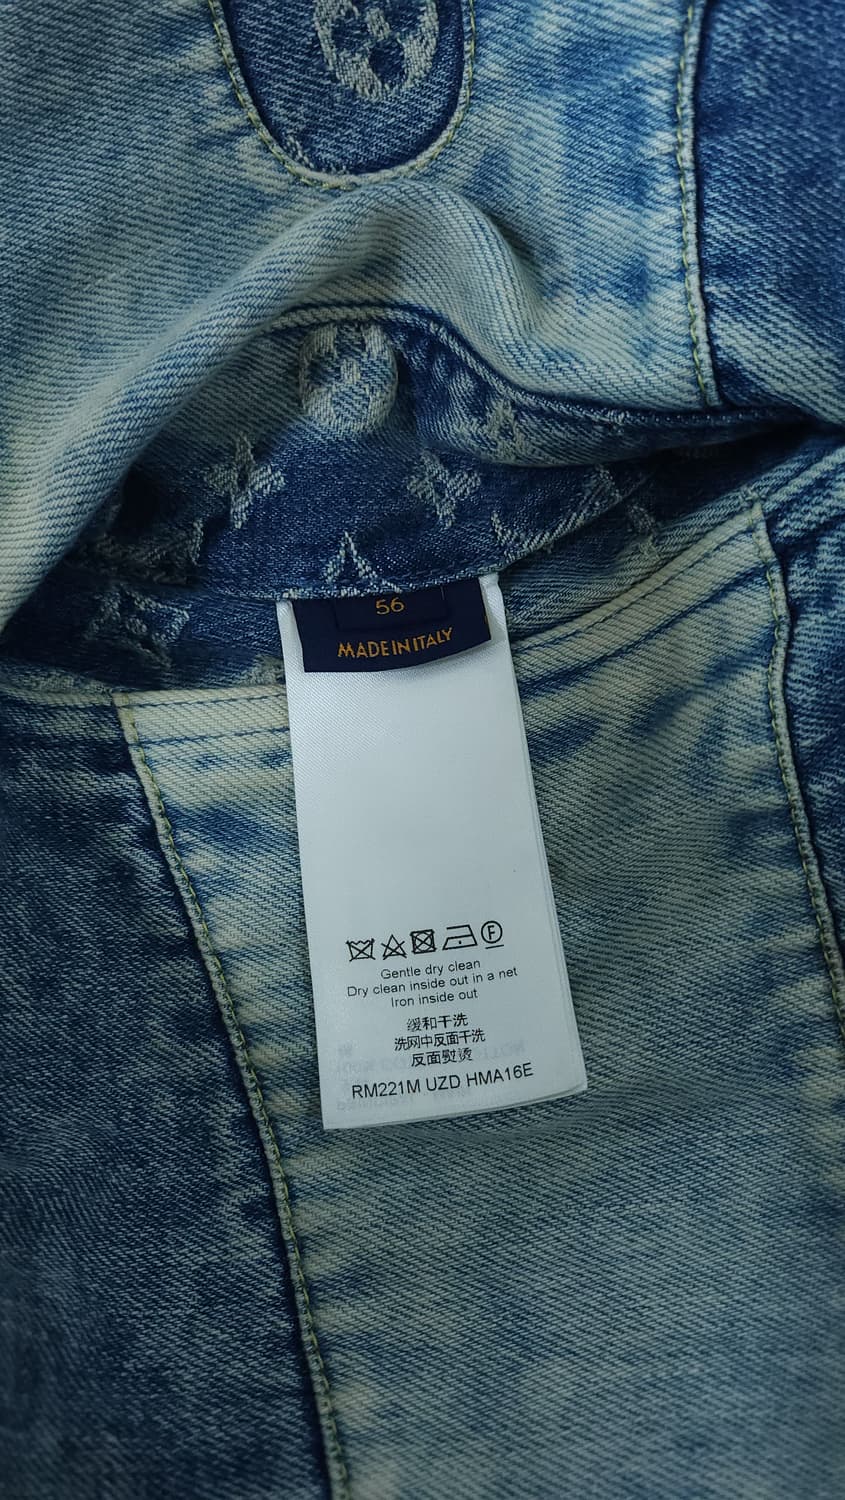 56
MADE IN ITALY
F
Gentle dry clean
Dry clean inside out in a net
Iron inside out
缓和干洗
洗网中反面干洗
反面熨烫
RM221M UZD HMA16E